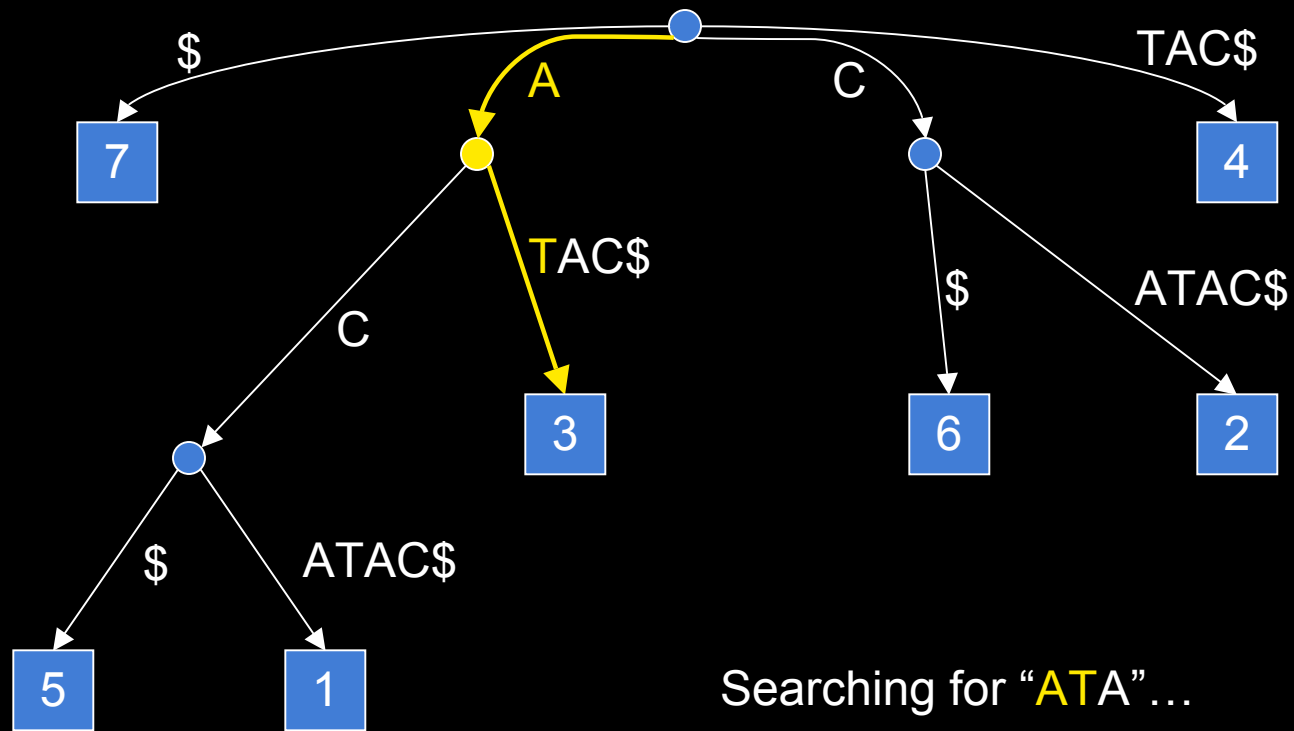 $
TAC$
A
C
7
4
TAC$
$
ATAC$
C
3
6
2
$
ATAC$
5
1
Searching for “ATA”…